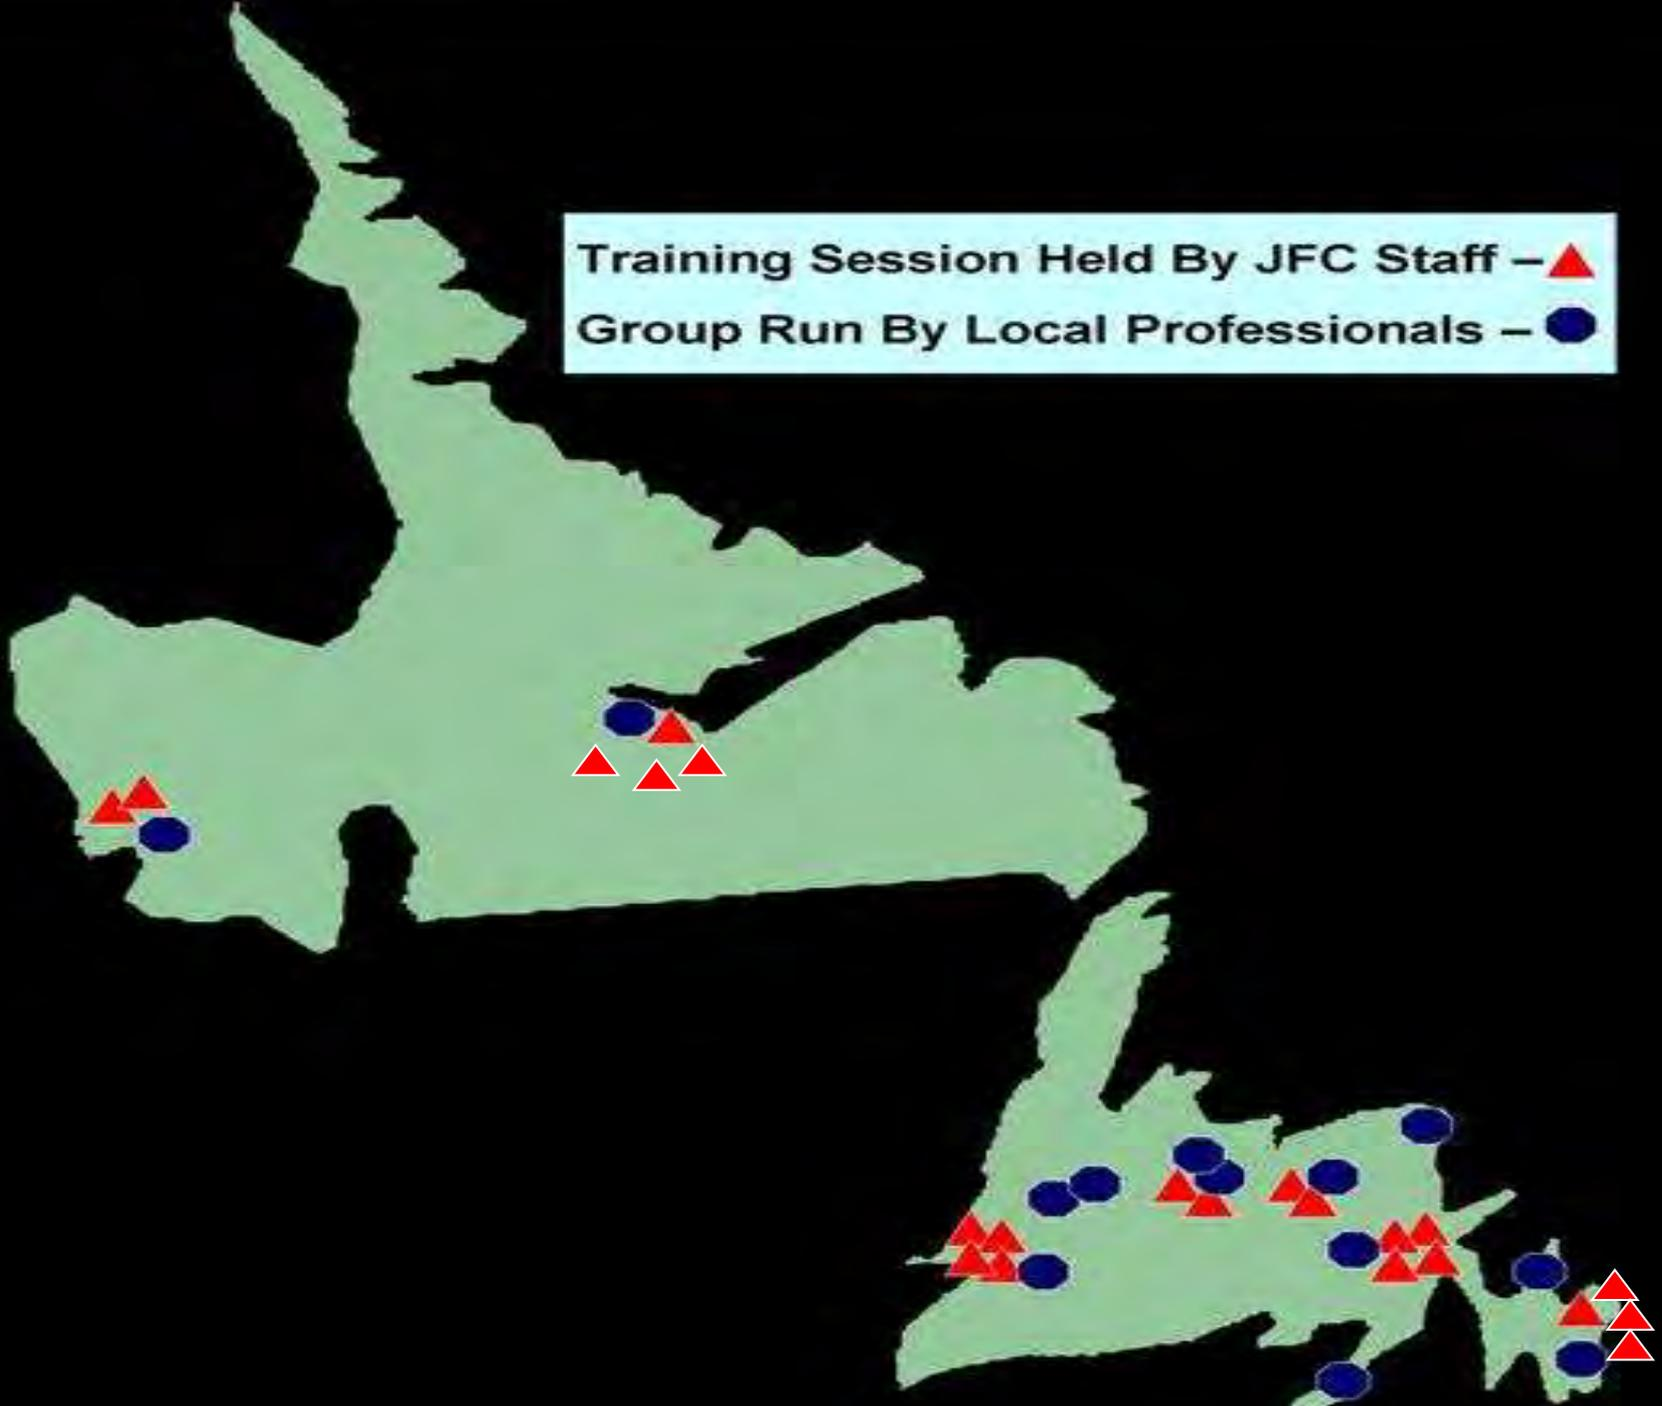 Training Session Held By JFC Staff –
Group Run By Local Professionals –